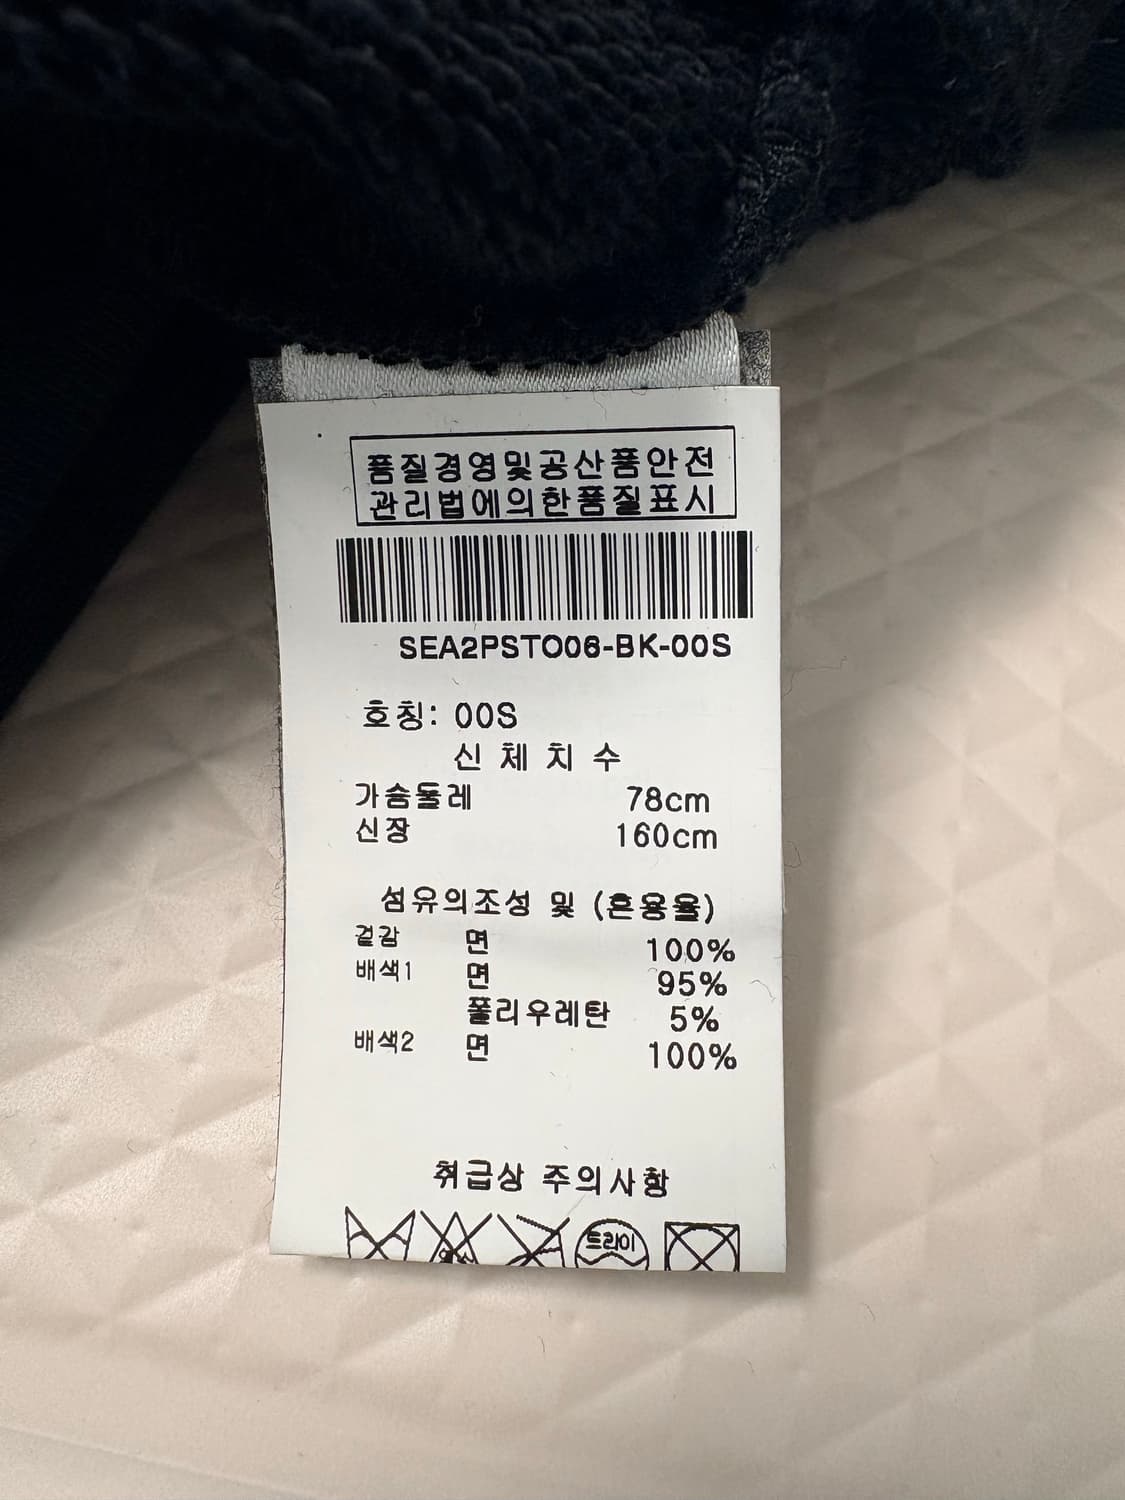 품질경영및공산품안전
관리법에의한품질표시
SEA2PSTO06-BK-00S
호칭: 00S
신체치수
가슴둘레 78cm
신장 160cm
섬유의조성 및 (혼용율)
겉감 면 100%
배색1 면 95%
폴리우레탄 5%
배색2 면 100%
취급상 주의사항
드라이